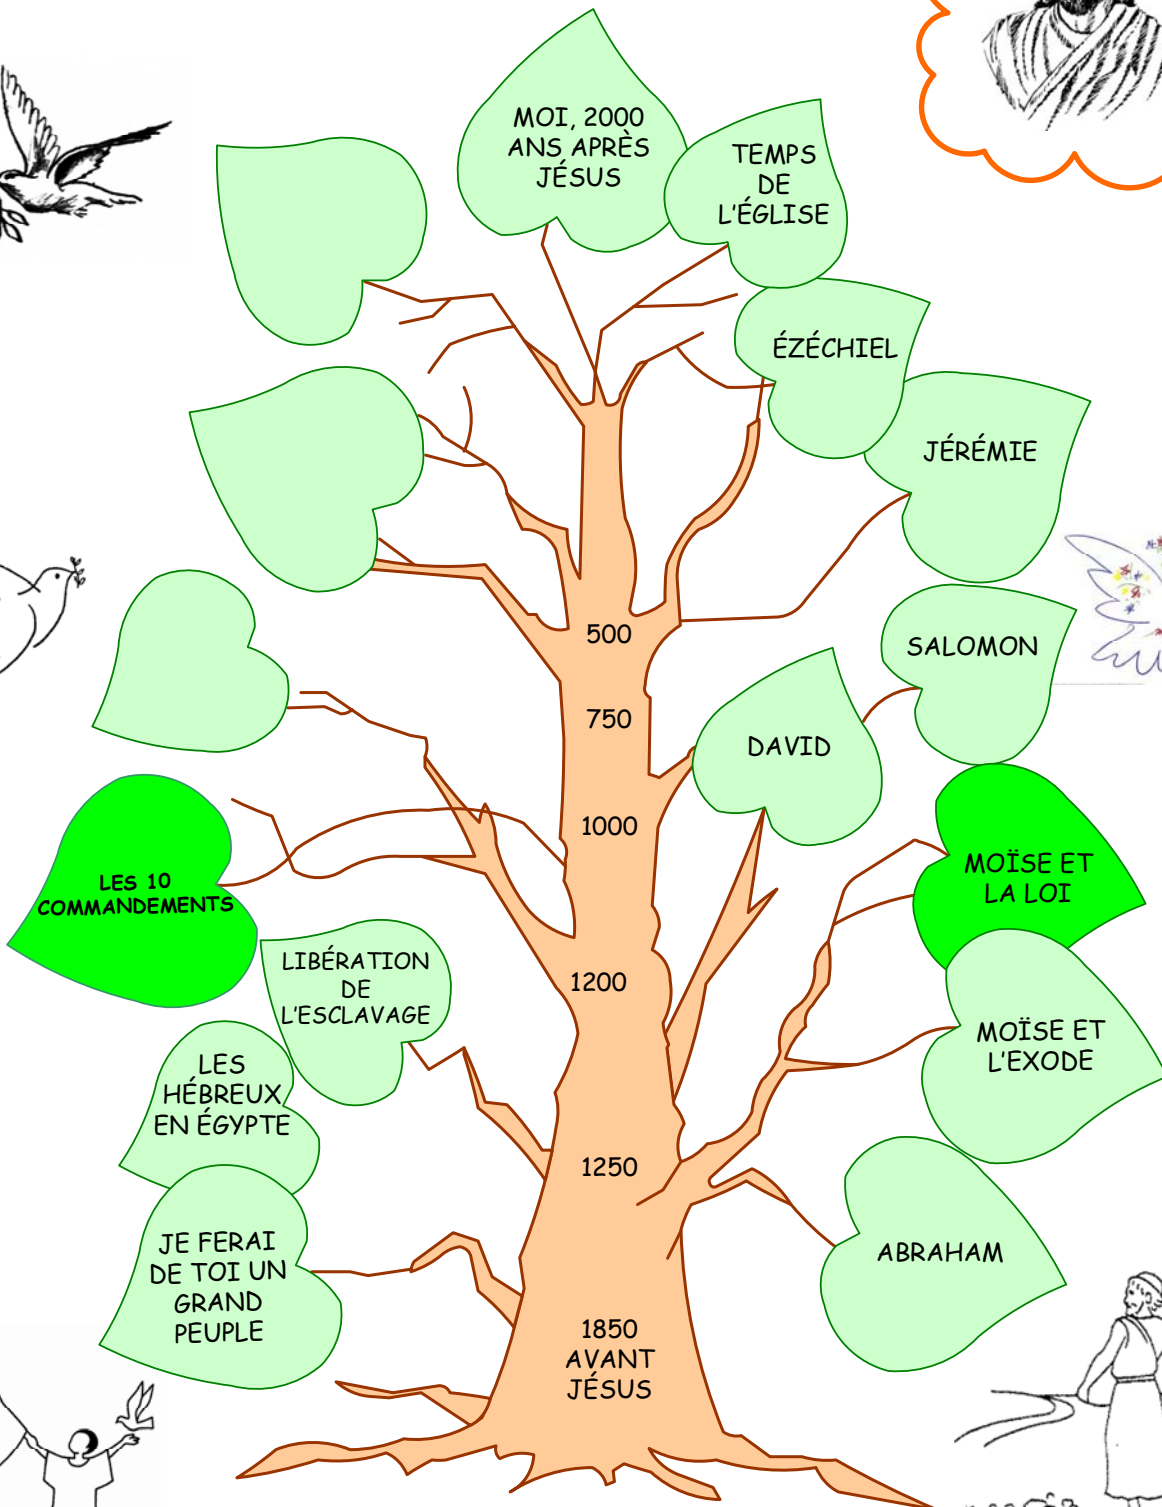 MOI, 2000
ANS APRÈS
JÉSUS
TEMPS
DE
L'ÉGLISE
ÉZÉCHIEL
JÉRÉMIE
SALOMON
DAVID
500
750
1000
1200
1250
1850
AVANT
JÉSUS
LES 10
COMMANDEMENTS
MOÏSE ET
LA LOI
LIBÉRATION
DE
L'ESCLAVAGE
MOÏSE ET
L'EXODE
LES
HÉBREUX
EN ÉGYPTE
JE FERAI
DE TOI UN
GRAND
PEUPLE
ABRAHAM